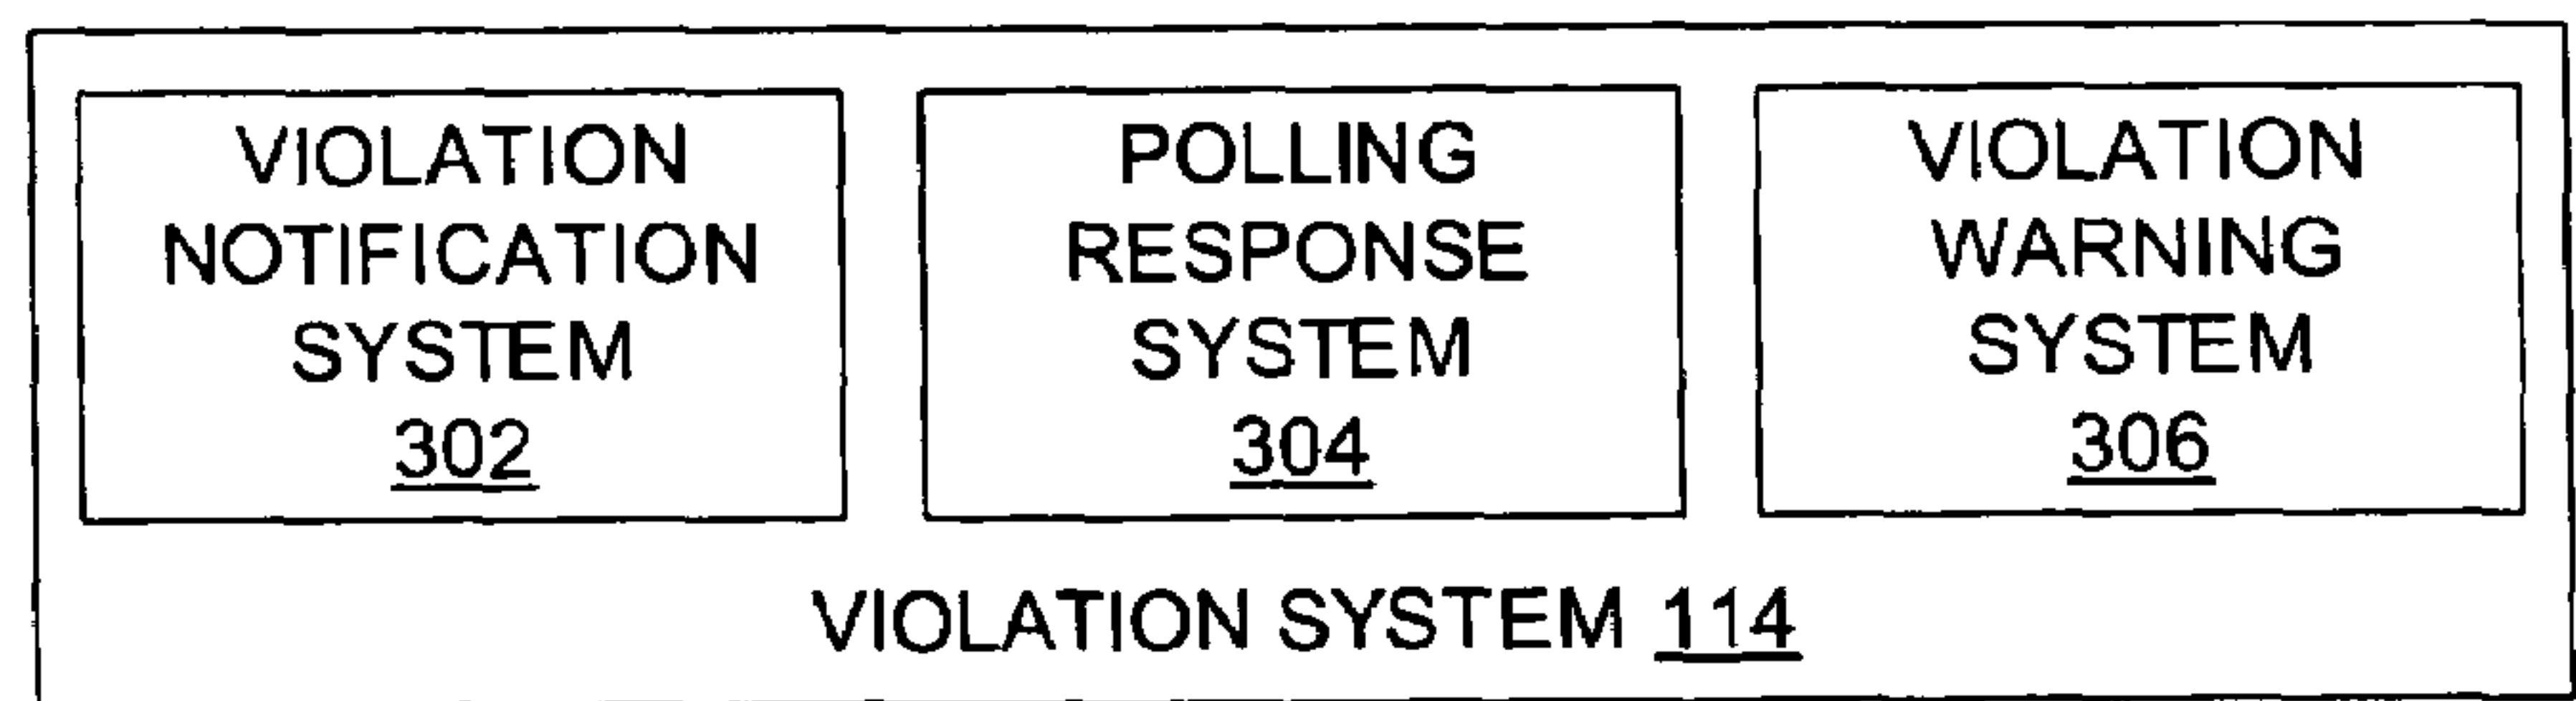 VIOLATION
NOTIFICATION
SYSTEM
302
POLLING
RESPONSE
SYSTEM
304
VIOLATION
WARNING
SYSTEM
306
VIOLATION SYSTEM 114